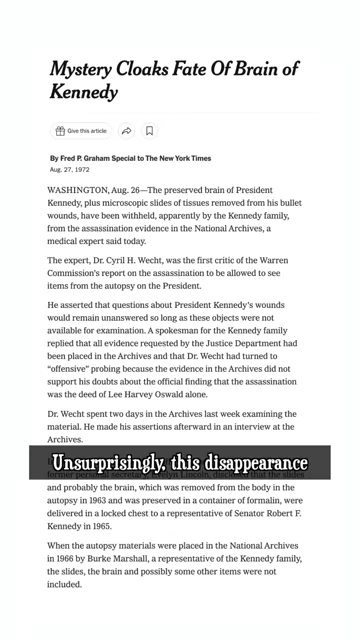 Mystery Cloaks Fate Of Brain of
Kennedy
Give this article
By Fred P. Graham Special to The New York Times
Aug. 27, 1972
WASHINGTON, Aug. 26—The preserved brain of President
Kennedy, plus microscopic slides of tissues removed from his bullet
wounds, have been withheld, apparently by the Kennedy family,
from the assassination evidence in the National Archives, a
medical expert said today.
The expert, Dr. Cyril H. Wecht, was the first critic of the Warren
Commission's report on the assassination to be allowed to see
items from the autopsy on the President.
He asserted that questions about President Kennedy's wounds
would remain unanswered so long as these objects were not
available for examination. A spokesman for the Kennedy family
replied that all evidence requested by the Justice Department had
been placed in the Archives and that Dr. Wecht had turned to
“offensive” probing because the evidence in the Archives did not
support his doubts about the official finding that the assassination
was the deed of Lee Harvey Oswald alone.
Dr. Wecht spent two days in the Archives last week examining the
material. He made his assertions afterward in an interview at the
Archives.
Unsurprisingly, this disappearance
former personal secretary, Evelyn Lincoln, disclosed that the slides
and probably the brain, which was removed from the body in the
autopsy in 1963 and was preserved in a container of formalin, were
delivered in a locked chest to a representative of Senator Robert F.
Kennedy in 1965.
When the autopsy materials were placed in the National Archives
in 1966 by Burke Marshall, a representative of the Kennedy family,
the slides, the brain and possibly some other items were not
included.